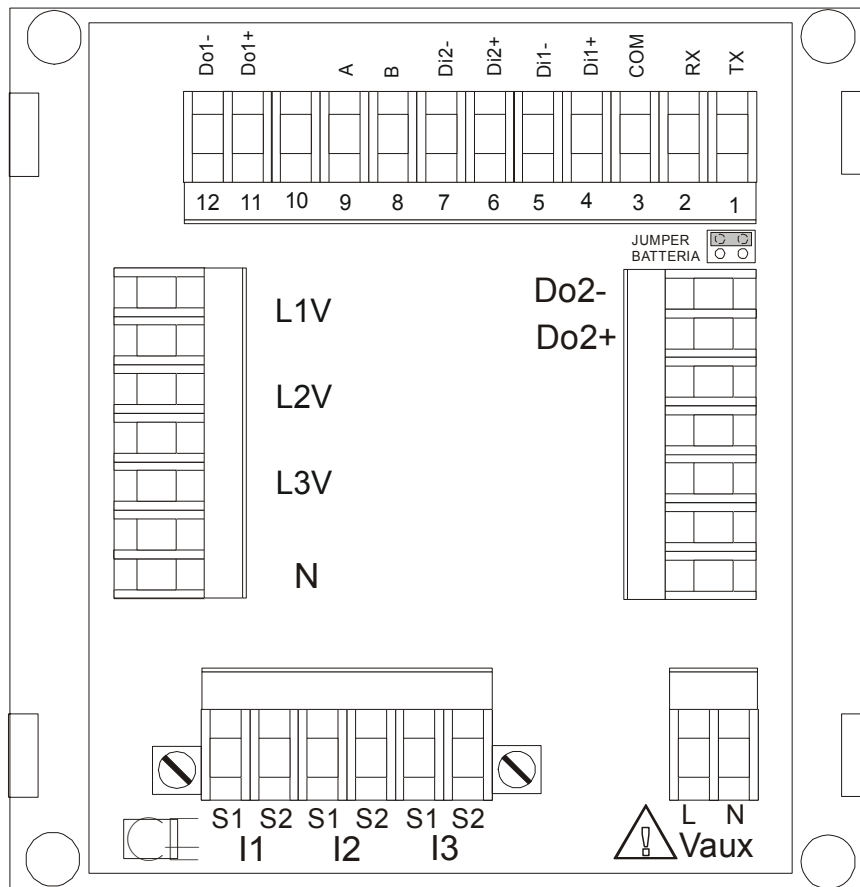 Do1- Do1+ A B Di2- Di2+ Di1- Di1+ COM RX TX
12 11 10 9 8 7 6 5 4 3 2 1
JUMPER
BATTERIA
Do2-
L1V
Do2+
L2V
L3V
N
S1 S2 S1 S2 S1 S2
I1 I2 I3
L N
! Vaux